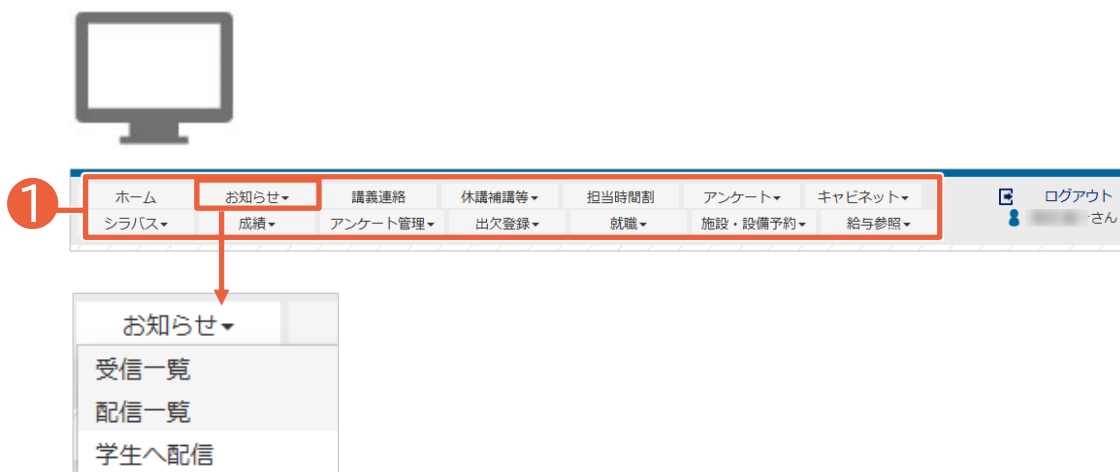 1
ホーム お知らせ▾ 講義連絡 休講補講等▾ 担当時間割 アンケート▾ キャビネット▾ ログアウト
シラバス▾ 成績▾ アンケート管理▾ 出欠登録▾ 就職▾ 施設・設備予約▾ 給与参照▾ さん
お知らせ▾
受信一覧
配信一覧
学生へ配信